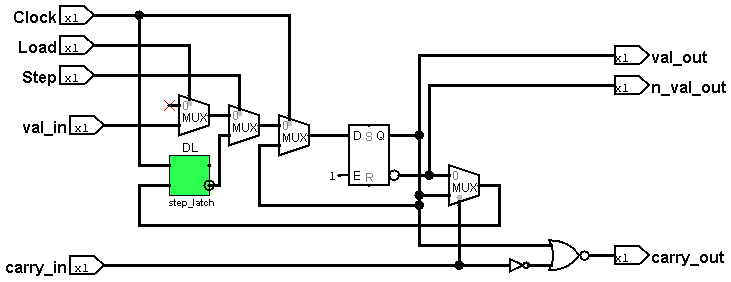 Clock x1
Load x1
Step x1
x1 val_out
x1 n_val_out
0
MUX
0
MUX
0
MUX
val_in x1
D S Q
1 E R
DL
step_latch
0
MUX
carry_in x1
x1 carry_out